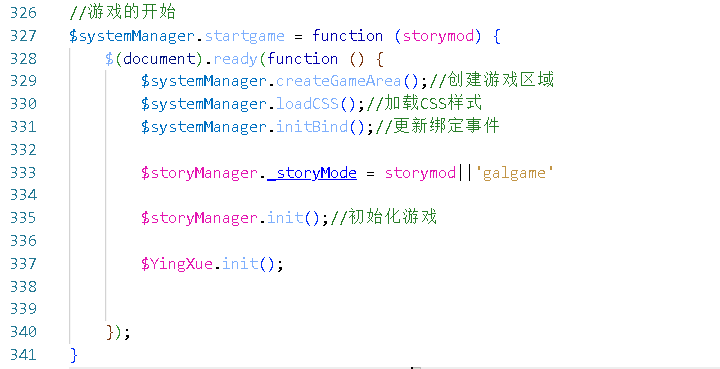 326 //游戏的开始
327 $systemManager.startgame = function (storymod) {
328 $(document).ready(function () {
329 $systemManager.createGameArea();//创建游戏区域
330 $systemManager.loadCSS();//加载CSS样式
331 $systemManager.initBind();//更新绑定事件
332
333 $storyManager._storyMode = storymod||'galgame'
334
335 $storyManager.init();//初始化游戏
336
337 $YingXue.init();
338
339
340 });
341 }